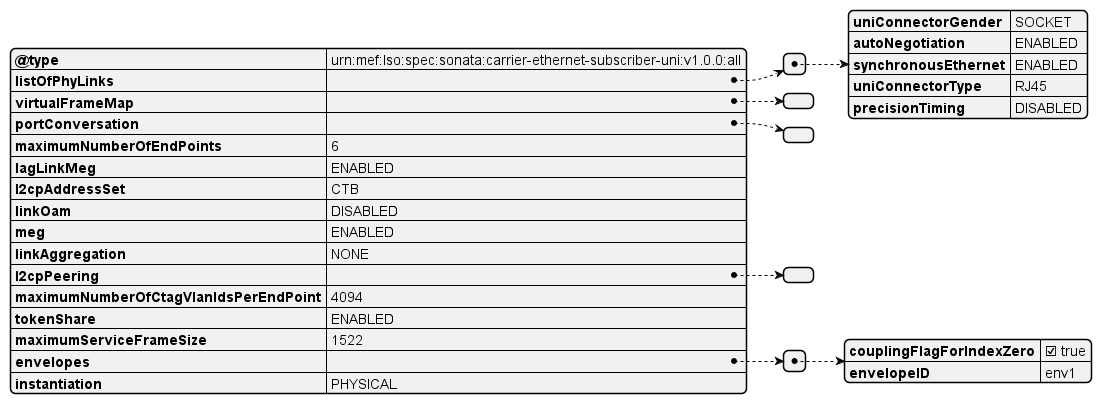 @type urn:mef:lso:spec:sonata:carrier-ethernet-subscriber-uni:v1.0.0:all
listOfPhyLinks
virtualFrameMap
portConversation
maximumNumberOfEndPoints 6
lagLinkMeg ENABLED
l2cpAddressSet CTB
linkOam DISABLED
meg ENABLED
linkAggregation NONE
l2cpPeering
maximumNumberOfCtagVlanIdsPerEndPoint 4094
tokenShare ENABLED
maximumServiceFrameSize 1522
envelopes
instantiation PHYSICAL
uniConnectorGender SOCKET
autoNegotiation ENABLED
synchronousEthernet ENABLED
uniConnectorType RJ45
precisionTiming DISABLED
couplingFlagForIndexZero ☑ true
envelopeID env1